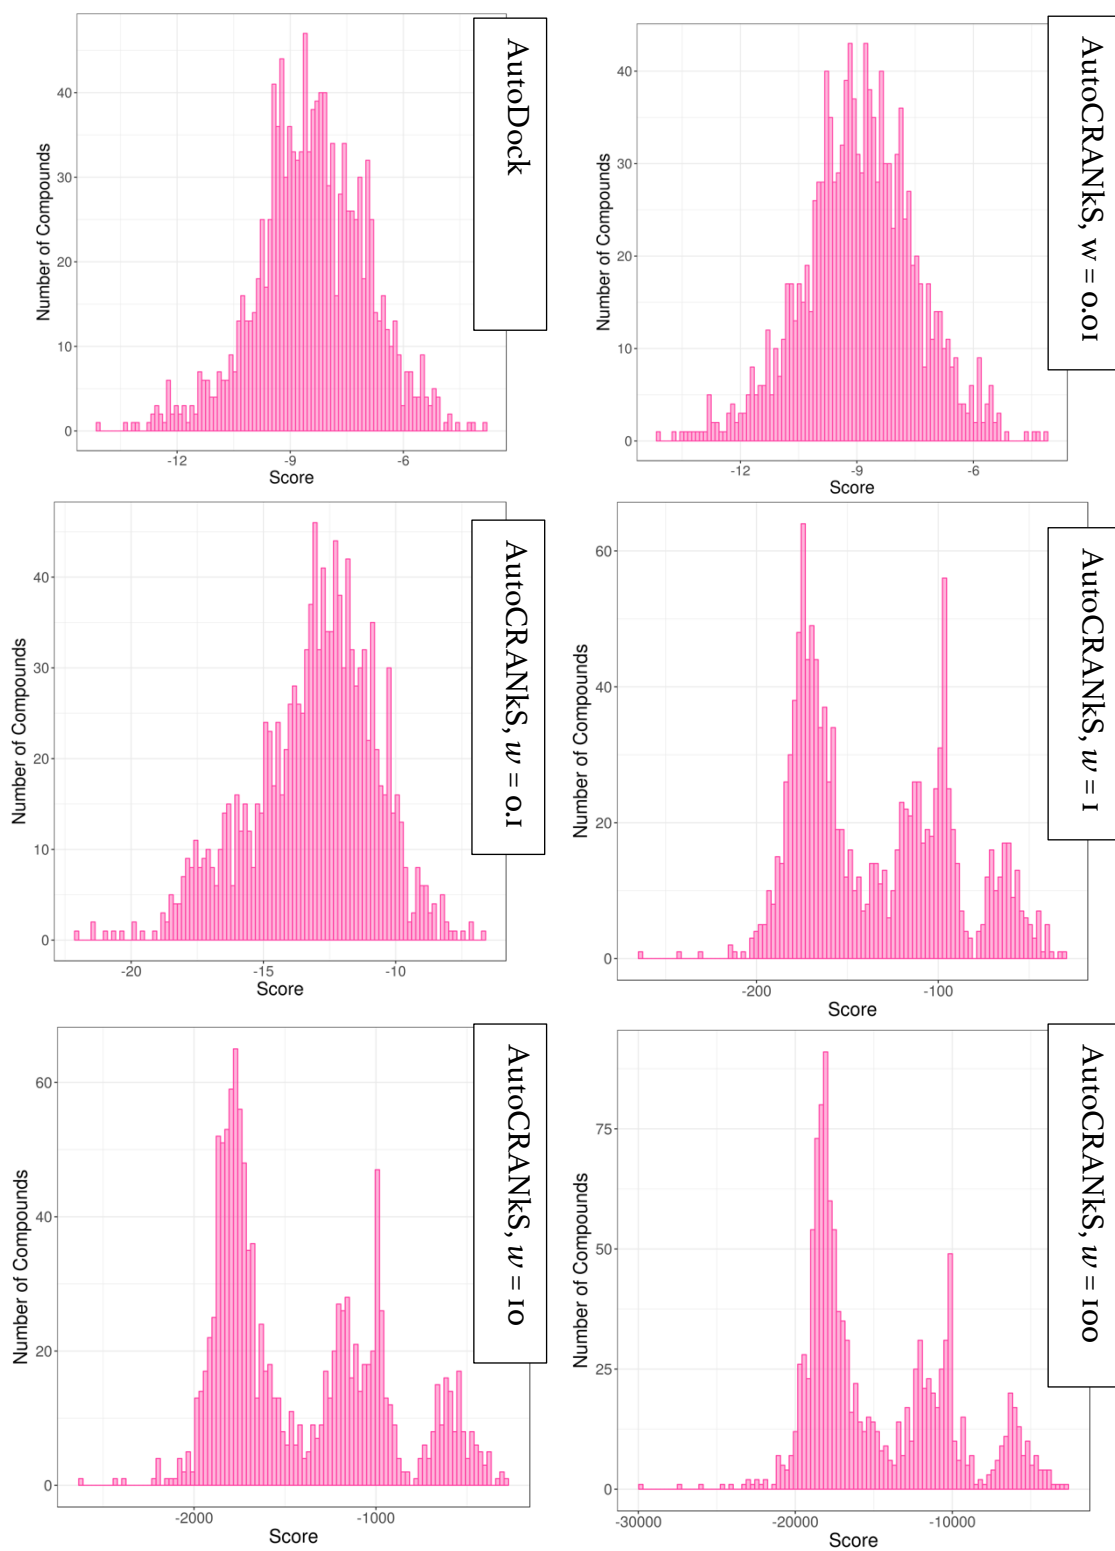 40
30
20
10
0
Number of Compounds
-12
-9
-6
Score
AutoDock
40
30
20
10
0
Number of Compounds
-12
-9
-6
Score
AutoCRANkS, w = 0.01
40
30
20
10
0
Number of Compounds
-20
-15
-10
Score
AutoCRANkS, w = 0.1
60
40
20
0
Number of Compounds
-200
-100
Score
AutoCRANkS, w = 1
60
40
20
0
Number of Compounds
-2000
-1000
Score
AutoCRANkS, w = 10
75
50
25
0
Number of Compounds
-30000
-20000
-10000
Score
AutoCRANkS, w = 100